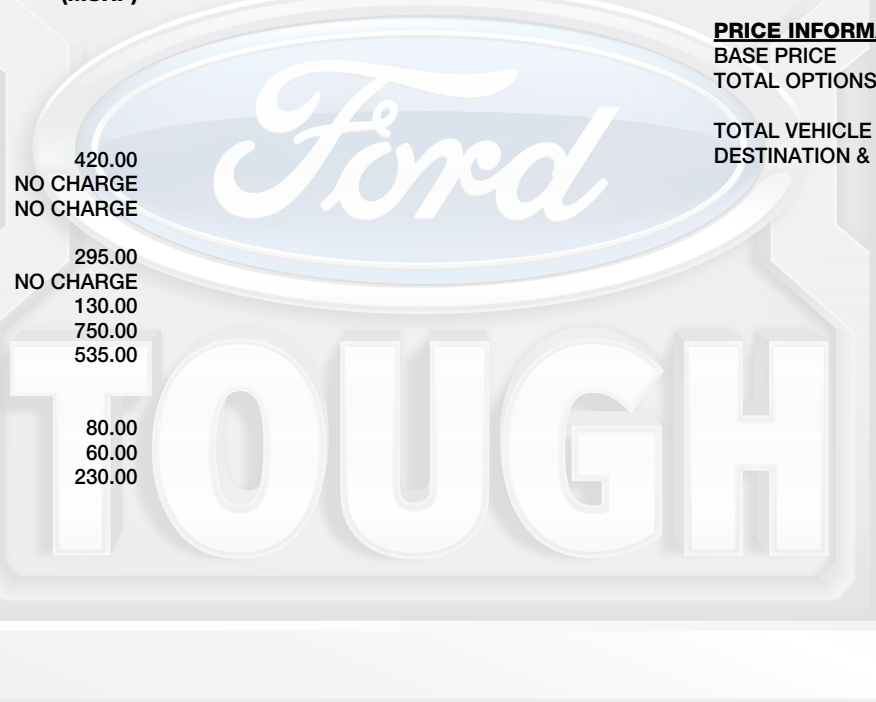 PRICE INFORM
BASE PRICE
TOTAL OPTIONS
TOTAL VEHICLE
DESTINATION &
420.00
NO CHARGE
NO CHARGE
295.00
NO CHARGE
130.00
750.00
535.00
80.00
60.00
230.00
Ford
TOUGH